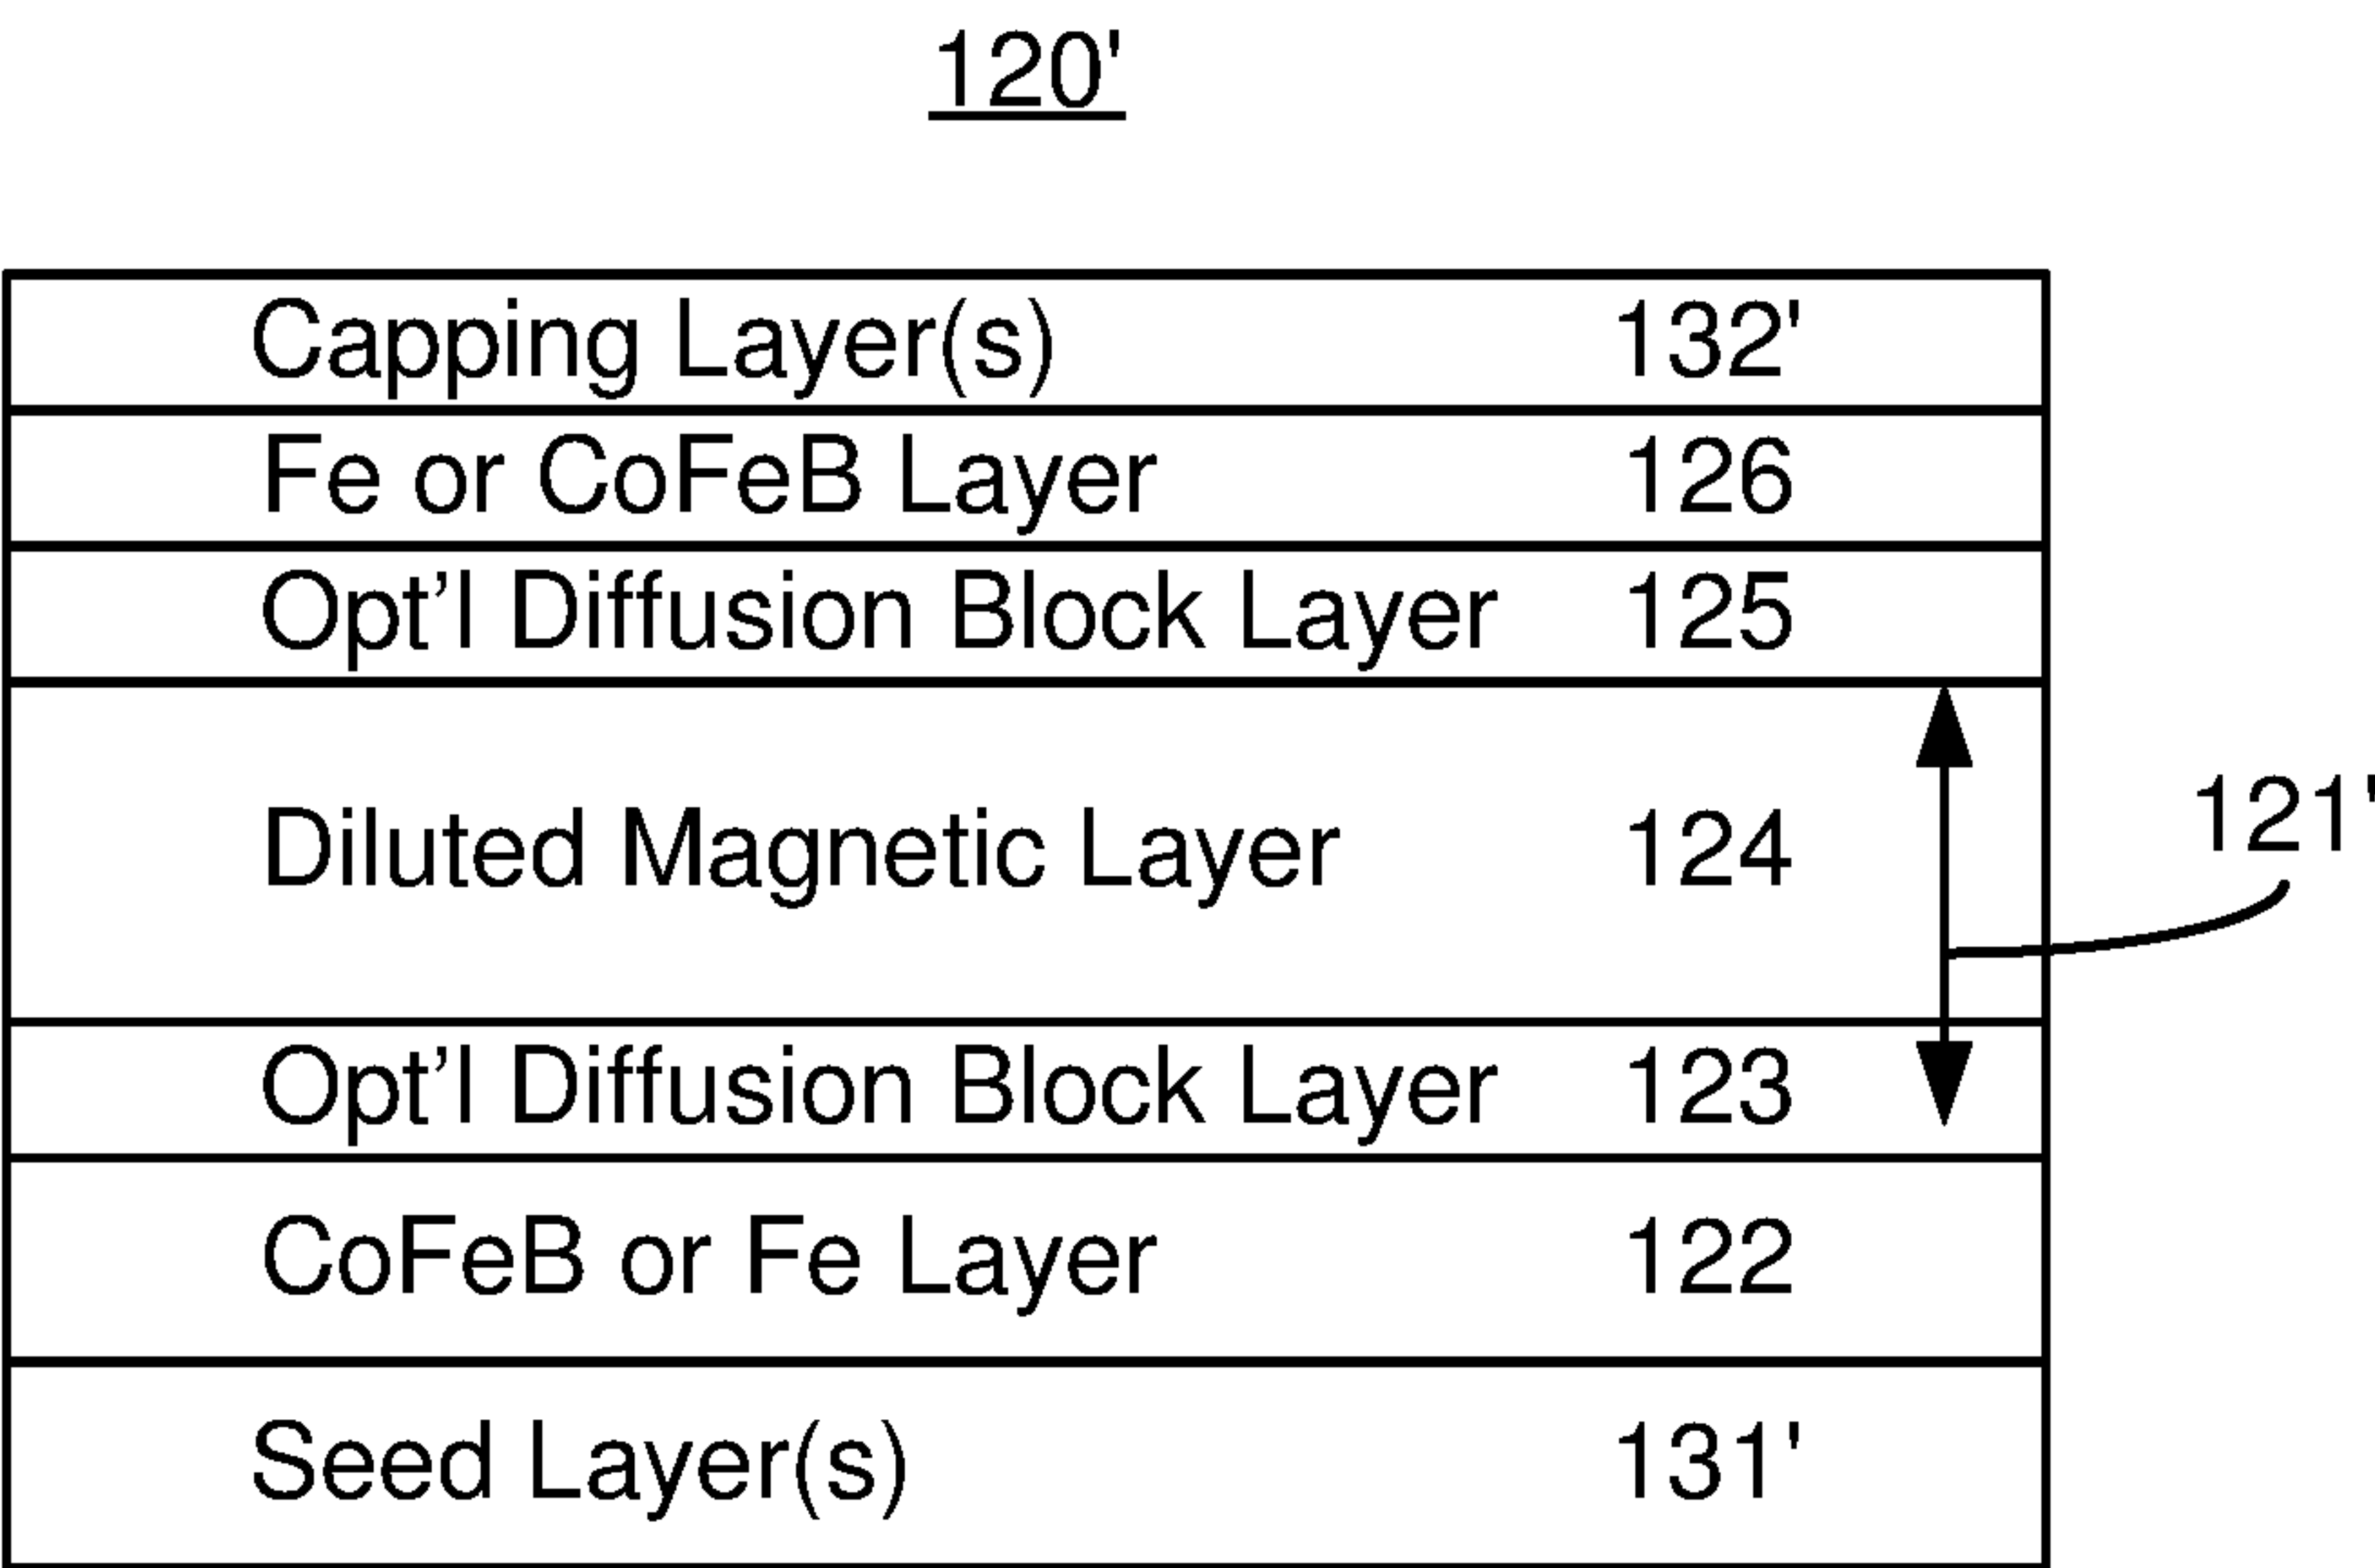 120'
Capping Layer(s) 132'
Fe or CoFeB Layer 126
Opt'l Diffusion Block Layer 125
Diluted Magnetic Layer 124
121'
Opt'l Diffusion Block Layer 123
CoFeB or Fe Layer 122
Seed Layer(s) 131'